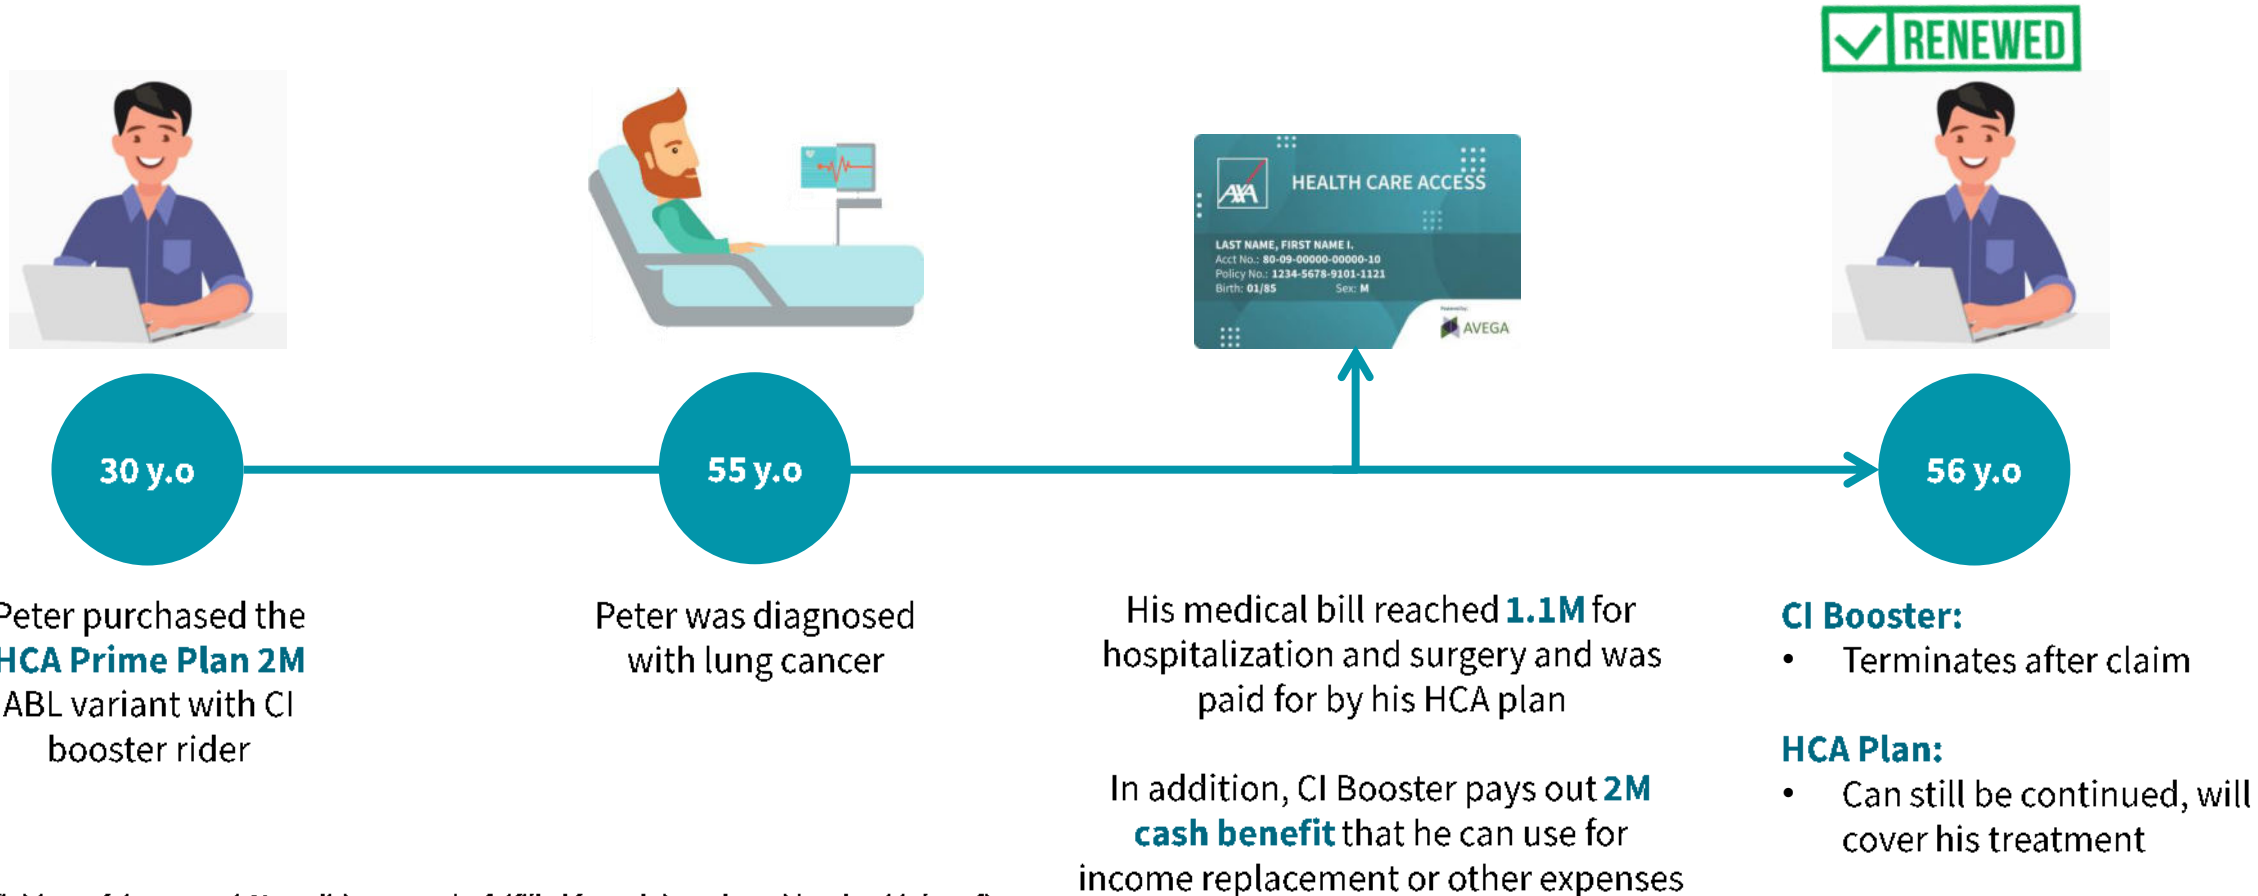 RENEWED
AXA
HEALTH CARE ACCESS
LAST NAME, FIRST NAME I.
Acct No.: 80-09-00000-00000-10
Policy No.: 1234-5678-9101-1121
Birth: 01/85 Sex: M
AVEGA
30 y.o
55 y.o
56 y.o
Peter purchased the
HCA Prime Plan 2M
ABL variant with CI
booster rider
Peter was diagnosed
with lung cancer
His medical bill reached 1.1M for
hospitalization and surgery and was
paid for by his HCA plan
In addition, CI Booster pays out 2M
cash benefit that he can use for
income replacement or other expenses
CI Booster:
• Terminates after claim
HCA Plan:
• Can still be continued, will
cover his treatment